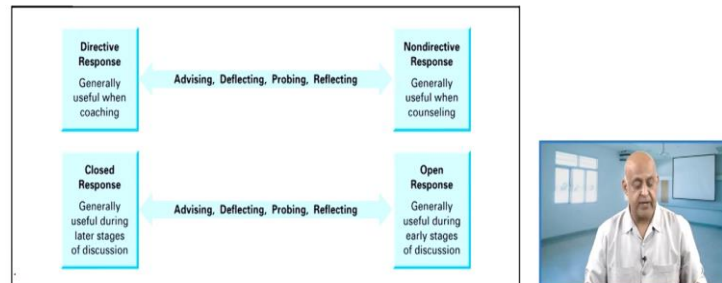 Directive
Response
Generally
useful when
coaching
Advising, Deflecting, Probing, Reflecting
Nondirective
Response
Generally
useful when
counseling
Closed
Response
Generally
useful during
later stages
of discussion
Advising, Deflecting, Probing, Reflecting
Open
Response
Generally
useful during
early stages
of discussion